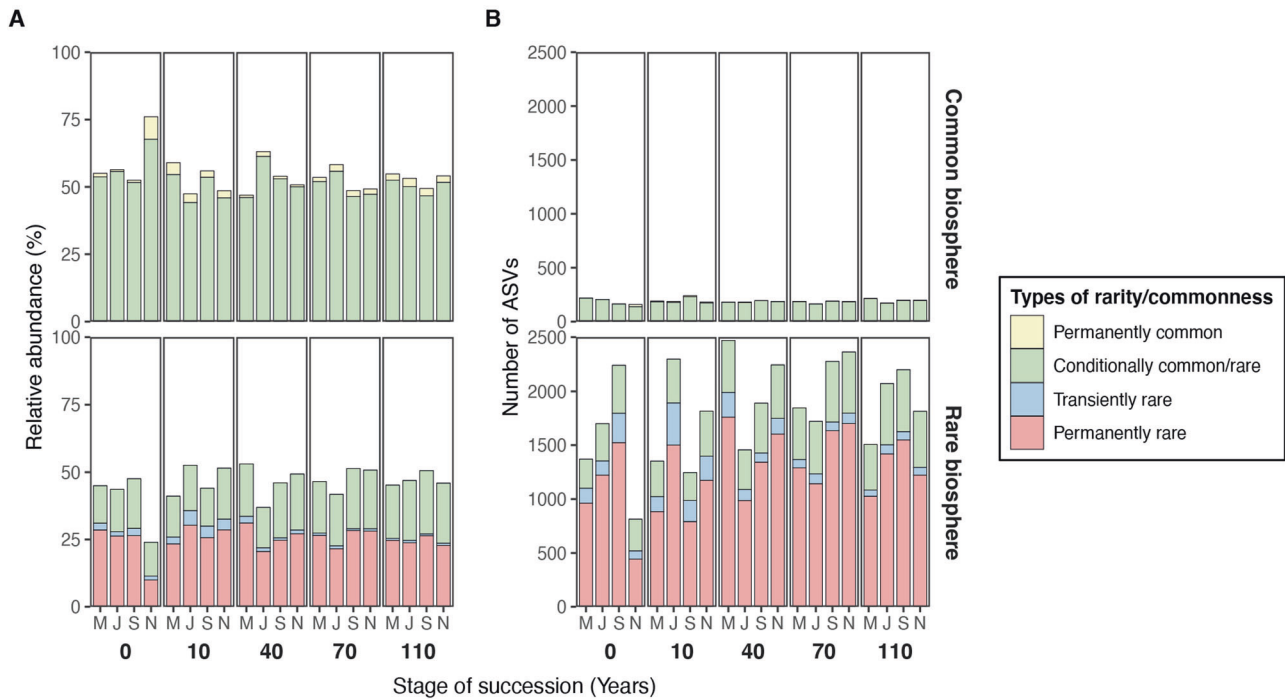 A
B
100
75
50
25
0
Relative abundance (%)
100
75
50
25
0
M J S N M J S N M J S N M J S N M J S N
0 10 40 70 110
2500
2000
1500
1000
500
0
Number of ASVs
2500
2000
1500
1000
500
0
M J S N M J S N M J S N M J S N M J S N
0 10 40 70 110
Common biosphere
Rare biosphere
Stage of succession (Years)
Types of rarity/commonness
Permanently common
Conditionally common/rare
Transiently rare
Permanently rare